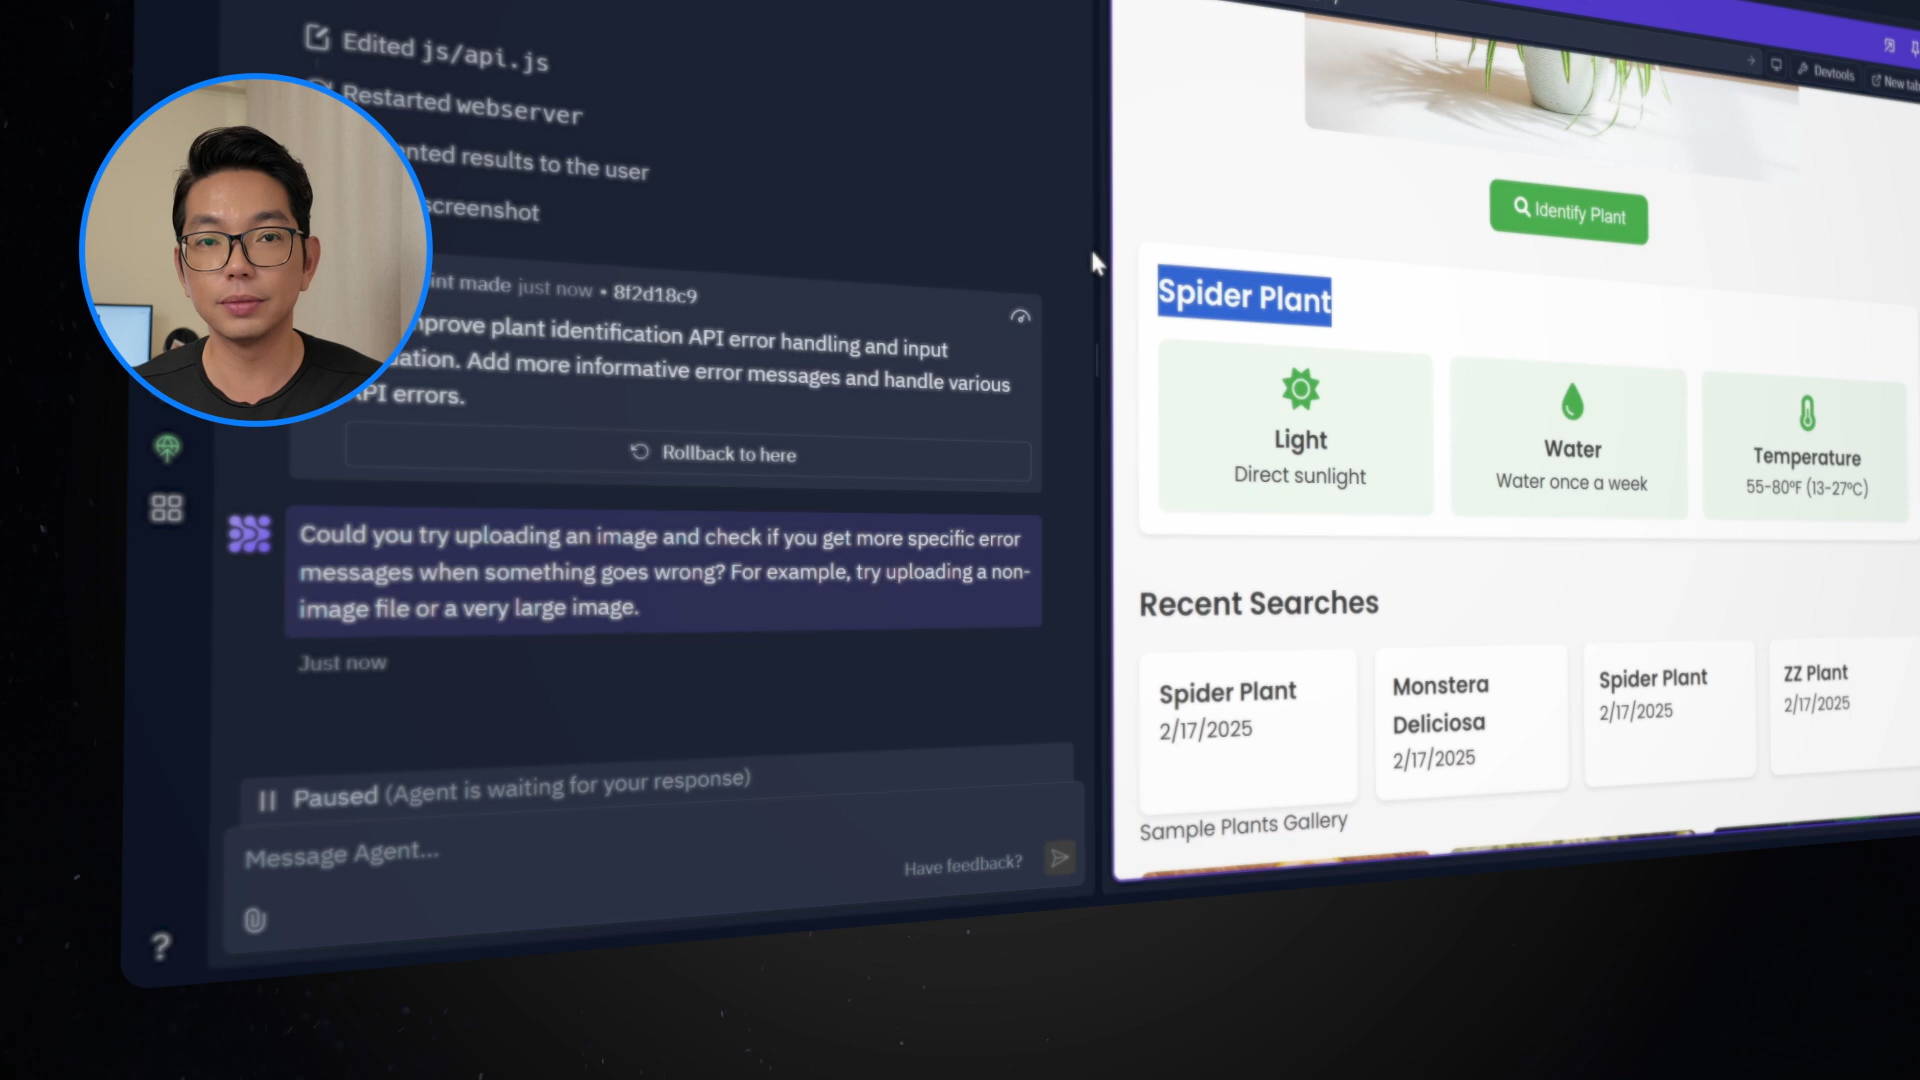 Edited js/api.js
Restarted webserver
nted results to the user
screenshot
int made just now • 8f2d18c9
prove plant identification API error handling and input
dation. Add more informative error messages and handle various
API errors.
Rollback to here
Could you try uploading an image and check if you get more specific error
messages when something goes wrong? For example, try uploading a non-
image file or a very large image.
Just now
Paused (Agent is waiting for your response)
Message Agent...
Have feedback?
?
Devtools
New tab
Identify Plant
Spider Plant
Light
Direct sunlight
Water
Water once a week
Temperature
55-80°F (13-27°C)
Recent Searches
Spider Plant
2/17/2025
Monstera
Deliciosa
2/17/2025
Spider Plant
2/17/2025
ZZ Plant
2/17/2025
Sample Plants Gallery